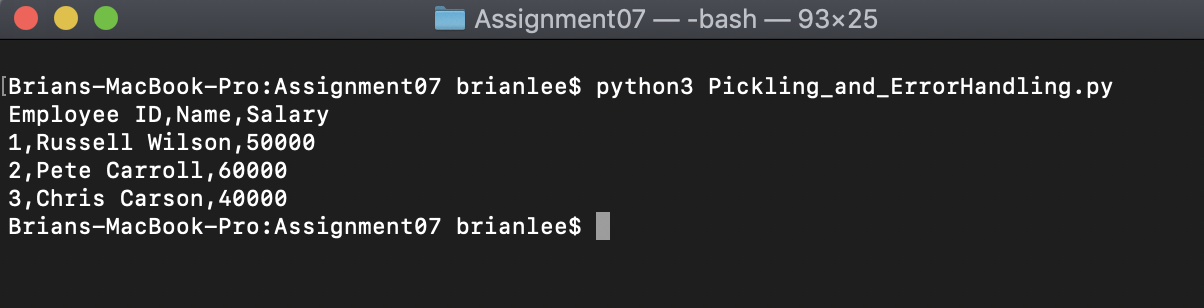 Assignment07 — -bash — 93×25
[Brians-MacBook-Pro:Assignment07 brianlee$ python3 Pickling_and_ErrorHandling.py
Employee ID,Name,Salary
1,Russell Wilson,50000
2,Pete Carroll,60000
3,Chris Carson,40000
Brians-MacBook-Pro:Assignment07 brianlee$